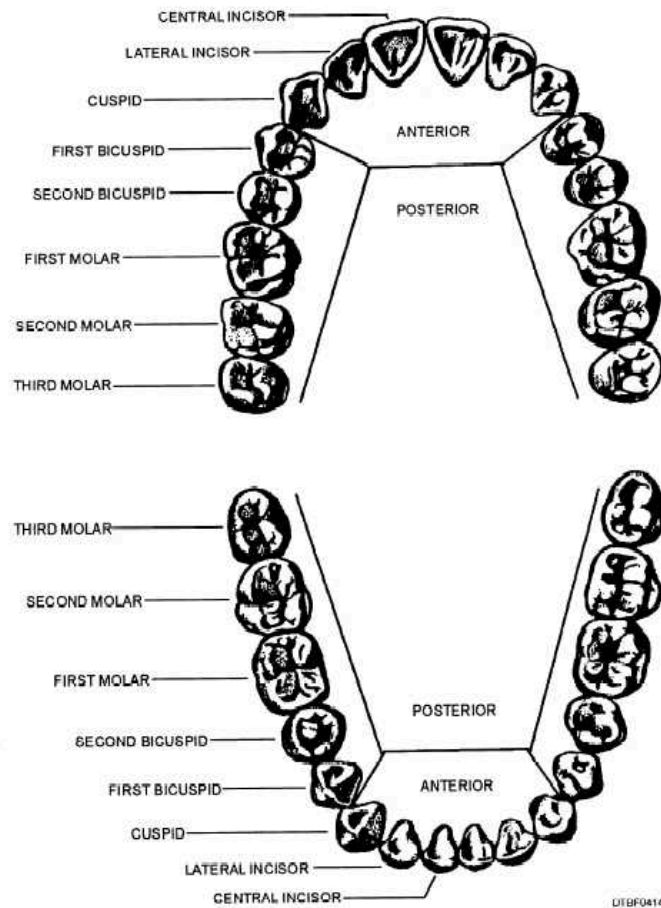 CENTRAL INCISOR
LATERAL INCISOR
CUSPID
FIRST BICUSPID
ANTERIOR
SECOND BICUSPID
POSTERIOR
FIRST MOLAR
SECOND MOLAR
THIRD MOLAR
THIRD MOLAR
SECOND MOLAR
FIRST MOLAR
POSTERIOR
SECOND BICUSPID
FIRST BICUSPID
ANTERIOR
CUSPID
LATERAL INCISOR
CENTRAL INCISOR
DTBF0414